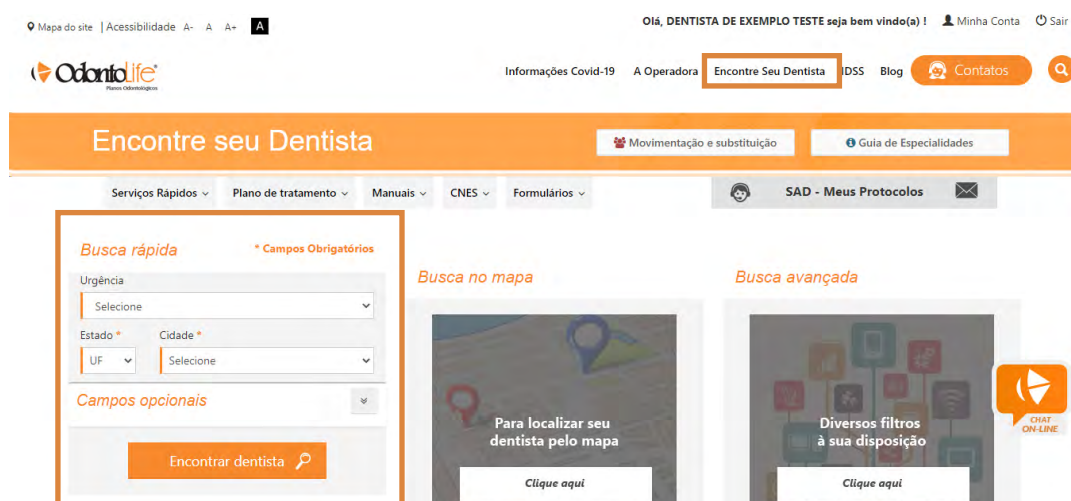 Mapa do site | Acessibilidade A- A A+ A
Olá, DENTISTA DE EXEMPLO TESTE seja bem vindo(a) ! Minha Conta Sair
OdontoLife
Planos Odontológicos
Informações Covid-19 A Operadora Encontre Seu Dentista IDSS Blog Contatos
Encontre seu Dentista
Movimentação e substituição
Guia de Especialidades
Serviços Rápidos Plano de tratamento Manuais CNES Formulários
SAD - Meus Protocolos
Busca rápida
* Campos Obrigatórios
Urgência
Selecione
Estado * Cidade *
UF Selecione
Campos opcionais
Encontrar dentista
Busca no mapa
Para localizar seu
dentista pelo mapa
Clique aqui
Busca avançada
Diversos filtros
à sua disposição
Clique aqui
CHAT
ON-LINE